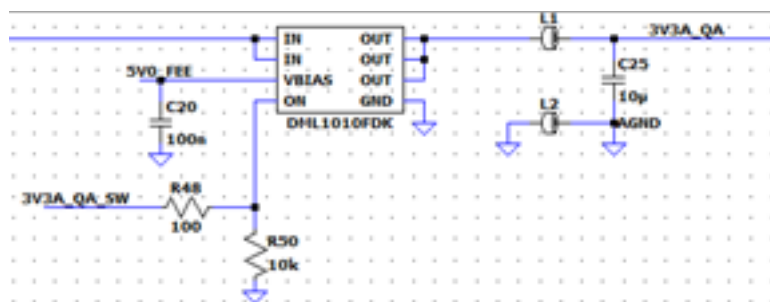 L1
3V3A_QA
IN OUT
IN OUT
5V0_FEE
VBIAS OUT
ON GND
C25
10µ
C20
100n
DML1010FDK
L2
AGND
3V3A_QA_SW
R48
100
R50
10k